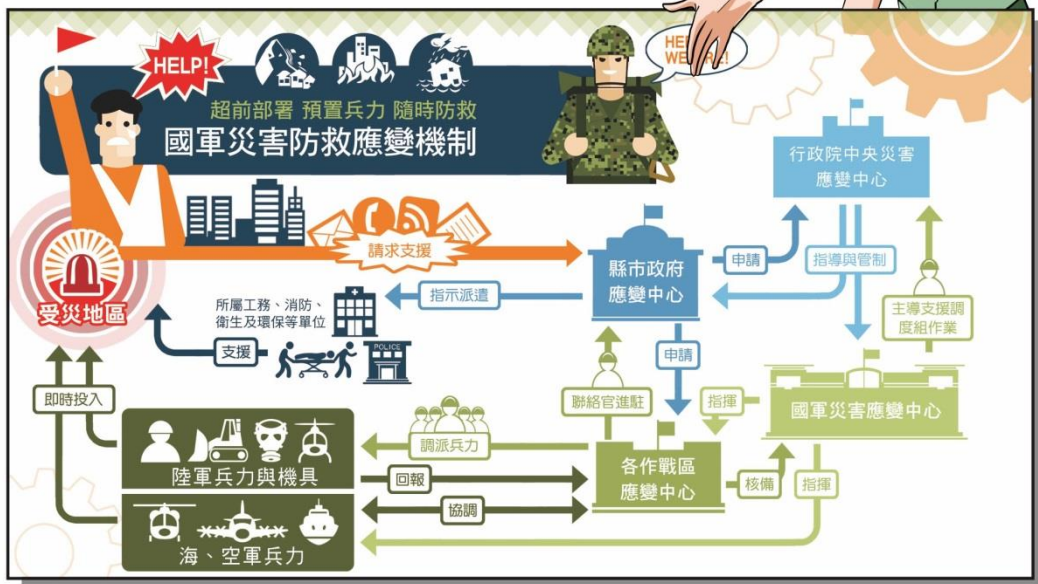 HELP!
超前部署 預置兵力 隨時防救
國軍災害防救應變機制
行政院中央災害
應變中心
請求支援
縣市政府
應變中心
申請
指導與管制
指示派遣
主導支援調
度組作業
受災地區
所屬工務、消防、
衛生及環保等單位
支援
POLICE
申請
即時投入
聯絡官進駐
指揮
國軍災害應變中心
調派兵力
陸軍兵力與機具
回報
各作戰區
應變中心
核備
指揮
協調
海、空軍兵力